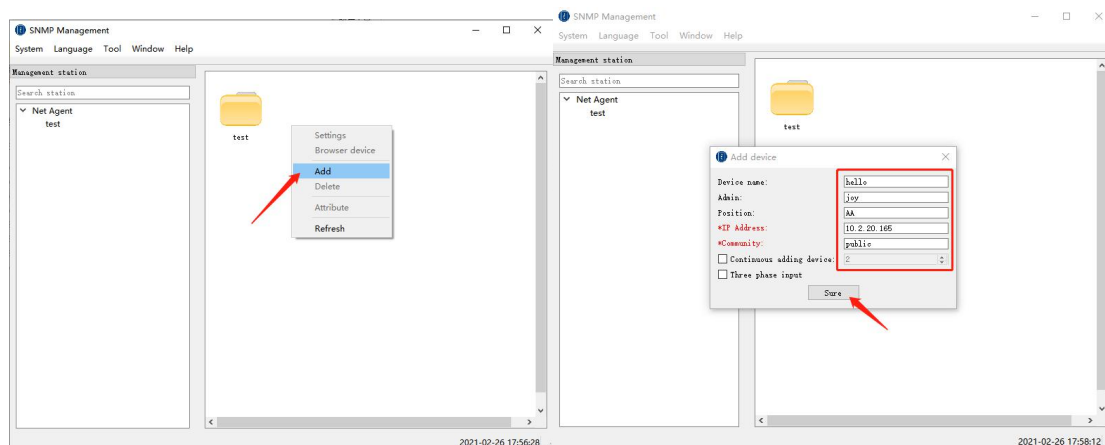 SNMP Management
System Language Tool Window Help
Management station
Search station
Net Agent
test
test
Settings
Browser device
Add
Delete
Attribute
Refresh
2021-02-26 17:56:28
SNMP Management
System Language Tool Window Help
Management station
Search station
Net Agent
test
test
Add device
Device name: hello
Admin: joy
Position: AA
*IP Address: 10.2.20.165
*Community: public
Continuous adding device: 2
Three phase input
Sure
2021-02-26 17:58:12